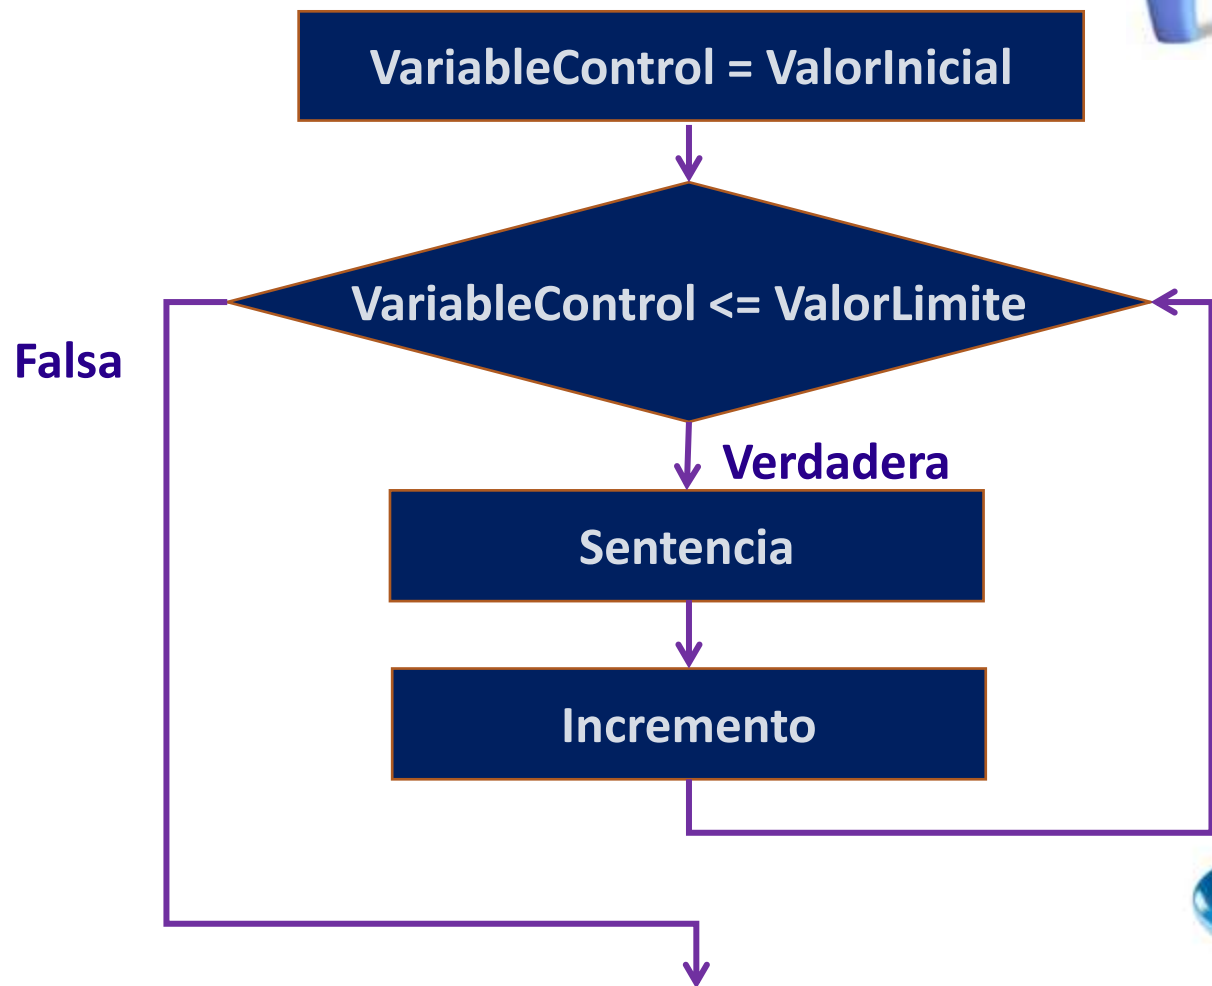 VariableControl = ValorInicial
VariableControl <= ValorLimite
Falsa
Verdadera
Sentencia
Incremento